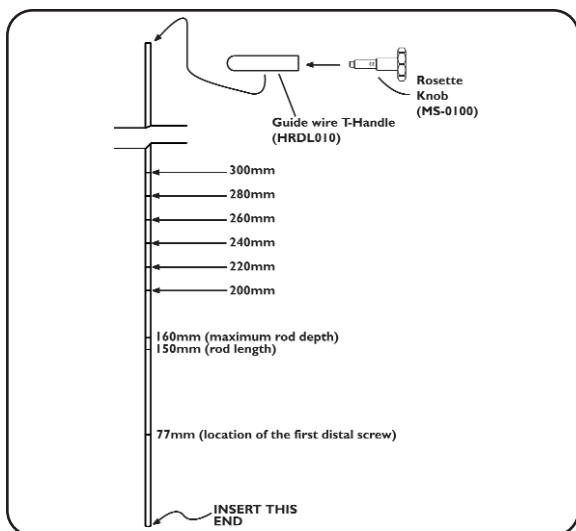 Rosette
Knob
(MS-0100)
Guide wire T-Handle
(HRDL010)
300mm
280mm
260mm
240mm
220mm
200mm
160mm (maximum rod depth)
150mm (rod length)
77mm (location of the first distal screw)
INSERT THIS
END